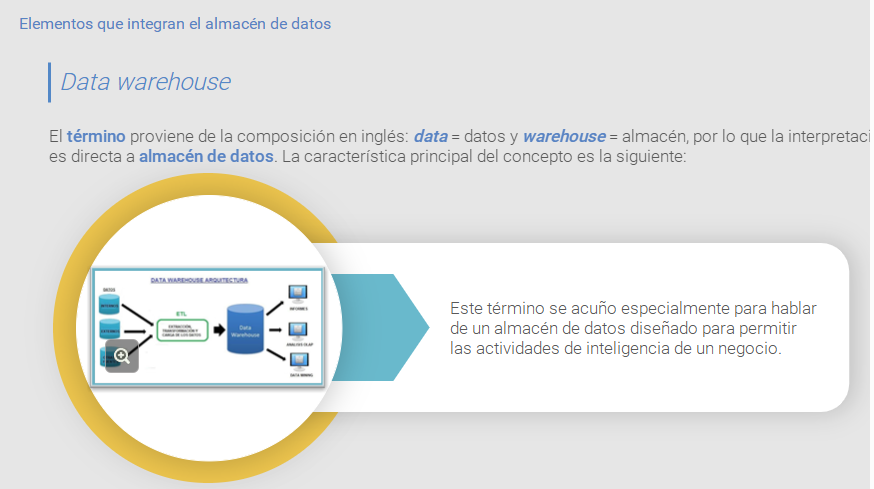 Elementos que integran el almacén de datos
Data warehouse
El término proviene de la composición en inglés: data = datos y warehouse = almacén, por lo que la interpretaci
es directa a almacén de datos. La característica principal del concepto es la siguiente:
DATA WAREHOUSE ARQUITECTURA
ETL
EXTRACCIÓN,
TRANSFORMACIÓN Y
CARGA DE LOS DATOS
Data
Warehouse
INFORMES
ANALISIS OLAP
DATA MINING
Este término se acuño especialmente para hablar
de un almacén de datos diseñado para permitir
las actividades de inteligencia de un negocio.